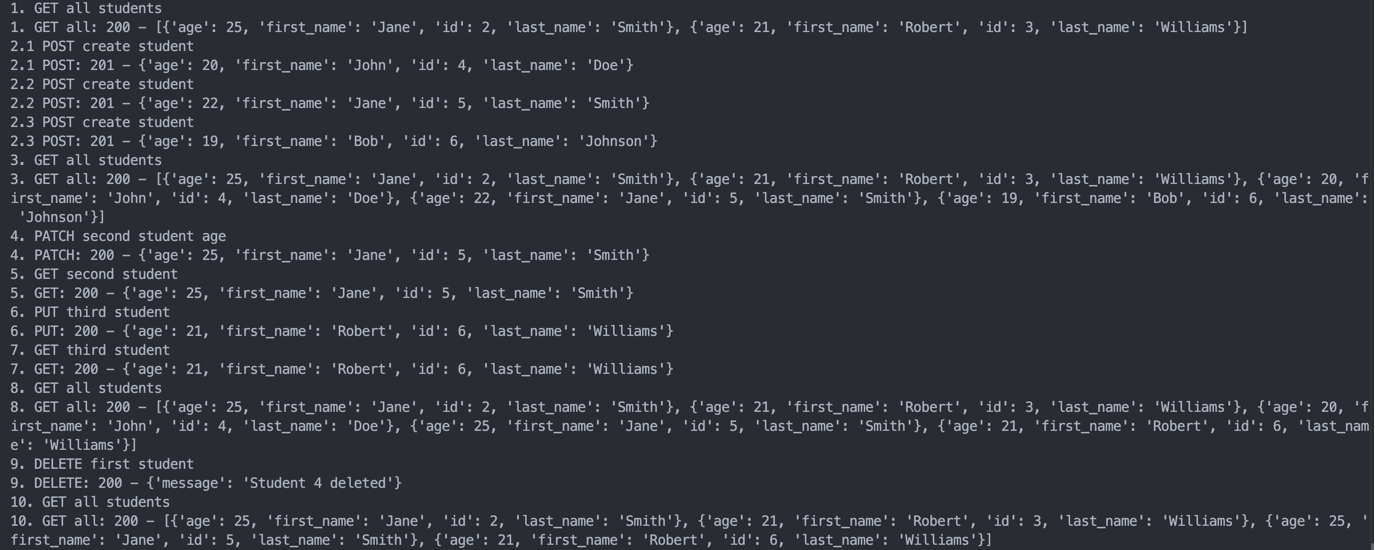 1. GET all students
1. GET all: 200 – [{'age': 25, 'first_name': 'Jane', 'id': 2, 'last_name': 'Smith'}, {'age': 21, 'first_name': 'Robert', 'id': 3, 'last_name': 'Williams'}]
2.1 POST create student
2.1 POST: 201 – {'age': 20, 'first_name': 'John', 'id': 4, 'last_name': 'Doe'}
2.2 POST create student
2.2 POST: 201 – {'age': 22, 'first_name': 'Jane', 'id': 5, 'last_name': 'Smith'}
2.3 POST create student
2.3 POST: 201 – {'age': 19, 'first_name': 'Bob', 'id': 6, 'last_name': 'Johnson'}
3. GET all students
3. GET all: 200 – [{'age': 25, 'first_name': 'Jane', 'id': 2, 'last_name': 'Smith'}, {'age': 21, 'first_name': 'Robert', 'id': 3, 'last_name': 'Williams'}, {'age': 20, 'f
irst_name': 'John', 'id': 4, 'last_name': 'Doe'}, {'age': 22, 'first_name': 'Jane', 'id': 5, 'last_name': 'Smith'}, {'age': 19, 'first_name': 'Bob', 'id': 6, 'last_name':
 'Johnson'}]
4. PATCH second student age
4. PATCH: 200 – {'age': 25, 'first_name': 'Jane', 'id': 5, 'last_name': 'Smith'}
5. GET second student
5. GET: 200 – {'age': 25, 'first_name': 'Jane', 'id': 5, 'last_name': 'Smith'}
6. PUT third student
6. PUT: 200 – {'age': 21, 'first_name': 'Robert', 'id': 6, 'last_name': 'Williams'}
7. GET third student
7. GET: 200 – {'age': 21, 'first_name': 'Robert', 'id': 6, 'last_name': 'Williams'}
8. GET all students
8. GET all: 200 – [{'age': 25, 'first_name': 'Jane', 'id': 2, 'last_name': 'Smith'}, {'age': 21, 'first_name': 'Robert', 'id': 3, 'last_name': 'Williams'}, {'age': 20, 'f
irst_name': 'John', 'id': 4, 'last_name': 'Doe'}, {'age': 25, 'first_name': 'Jane', 'id': 5, 'last_name': 'Smith'}, {'age': 21, 'first_name': 'Robert', 'id': 6, 'last_nam
e': 'Williams'}]
9. DELETE first student
9. DELETE: 200 – {'message': 'Student 4 deleted'}
10. GET all students
10. GET all: 200 – [{'age': 25, 'first_name': 'Jane', 'id': 2, 'last_name': 'Smith'}, {'age': 21, 'first_name': 'Robert', 'id': 3, 'last_name': 'Williams'}, {'age': 25, '
first_name': 'Jane', 'id': 5, 'last_name': 'Smith'}, {'age': 21, 'first_name': 'Robert', 'id': 6, 'last_name': 'Williams'}]